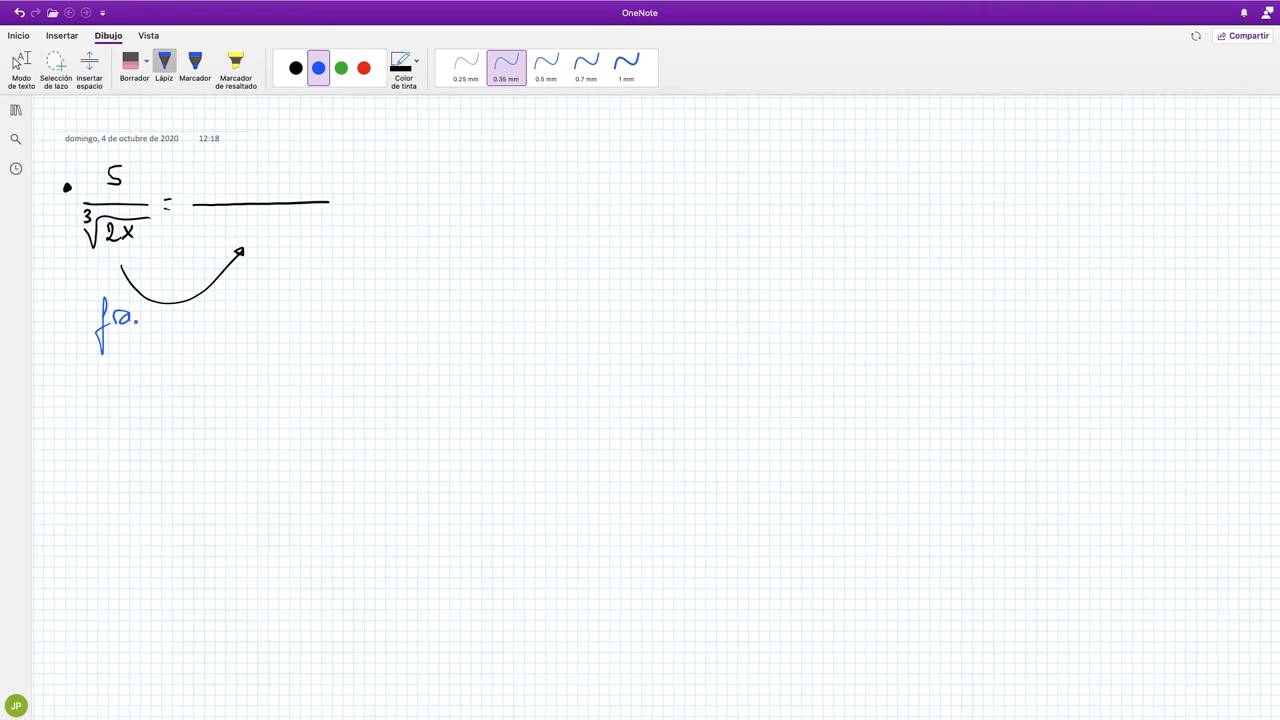 OneNote
Inicio Insertar Dibujo Vista
Compartir
Modo de texto
Selección de lazo
Insertar espacio
Borrador
Lápiz
Marcador
Marcador de resaltado
Color de tinta
0.25 mm
0.35 mm
0.5 mm
0.7 mm
1 mm
domingo, 4 de octubre de 2020 12:18
5
=
3√2x
fra
JP